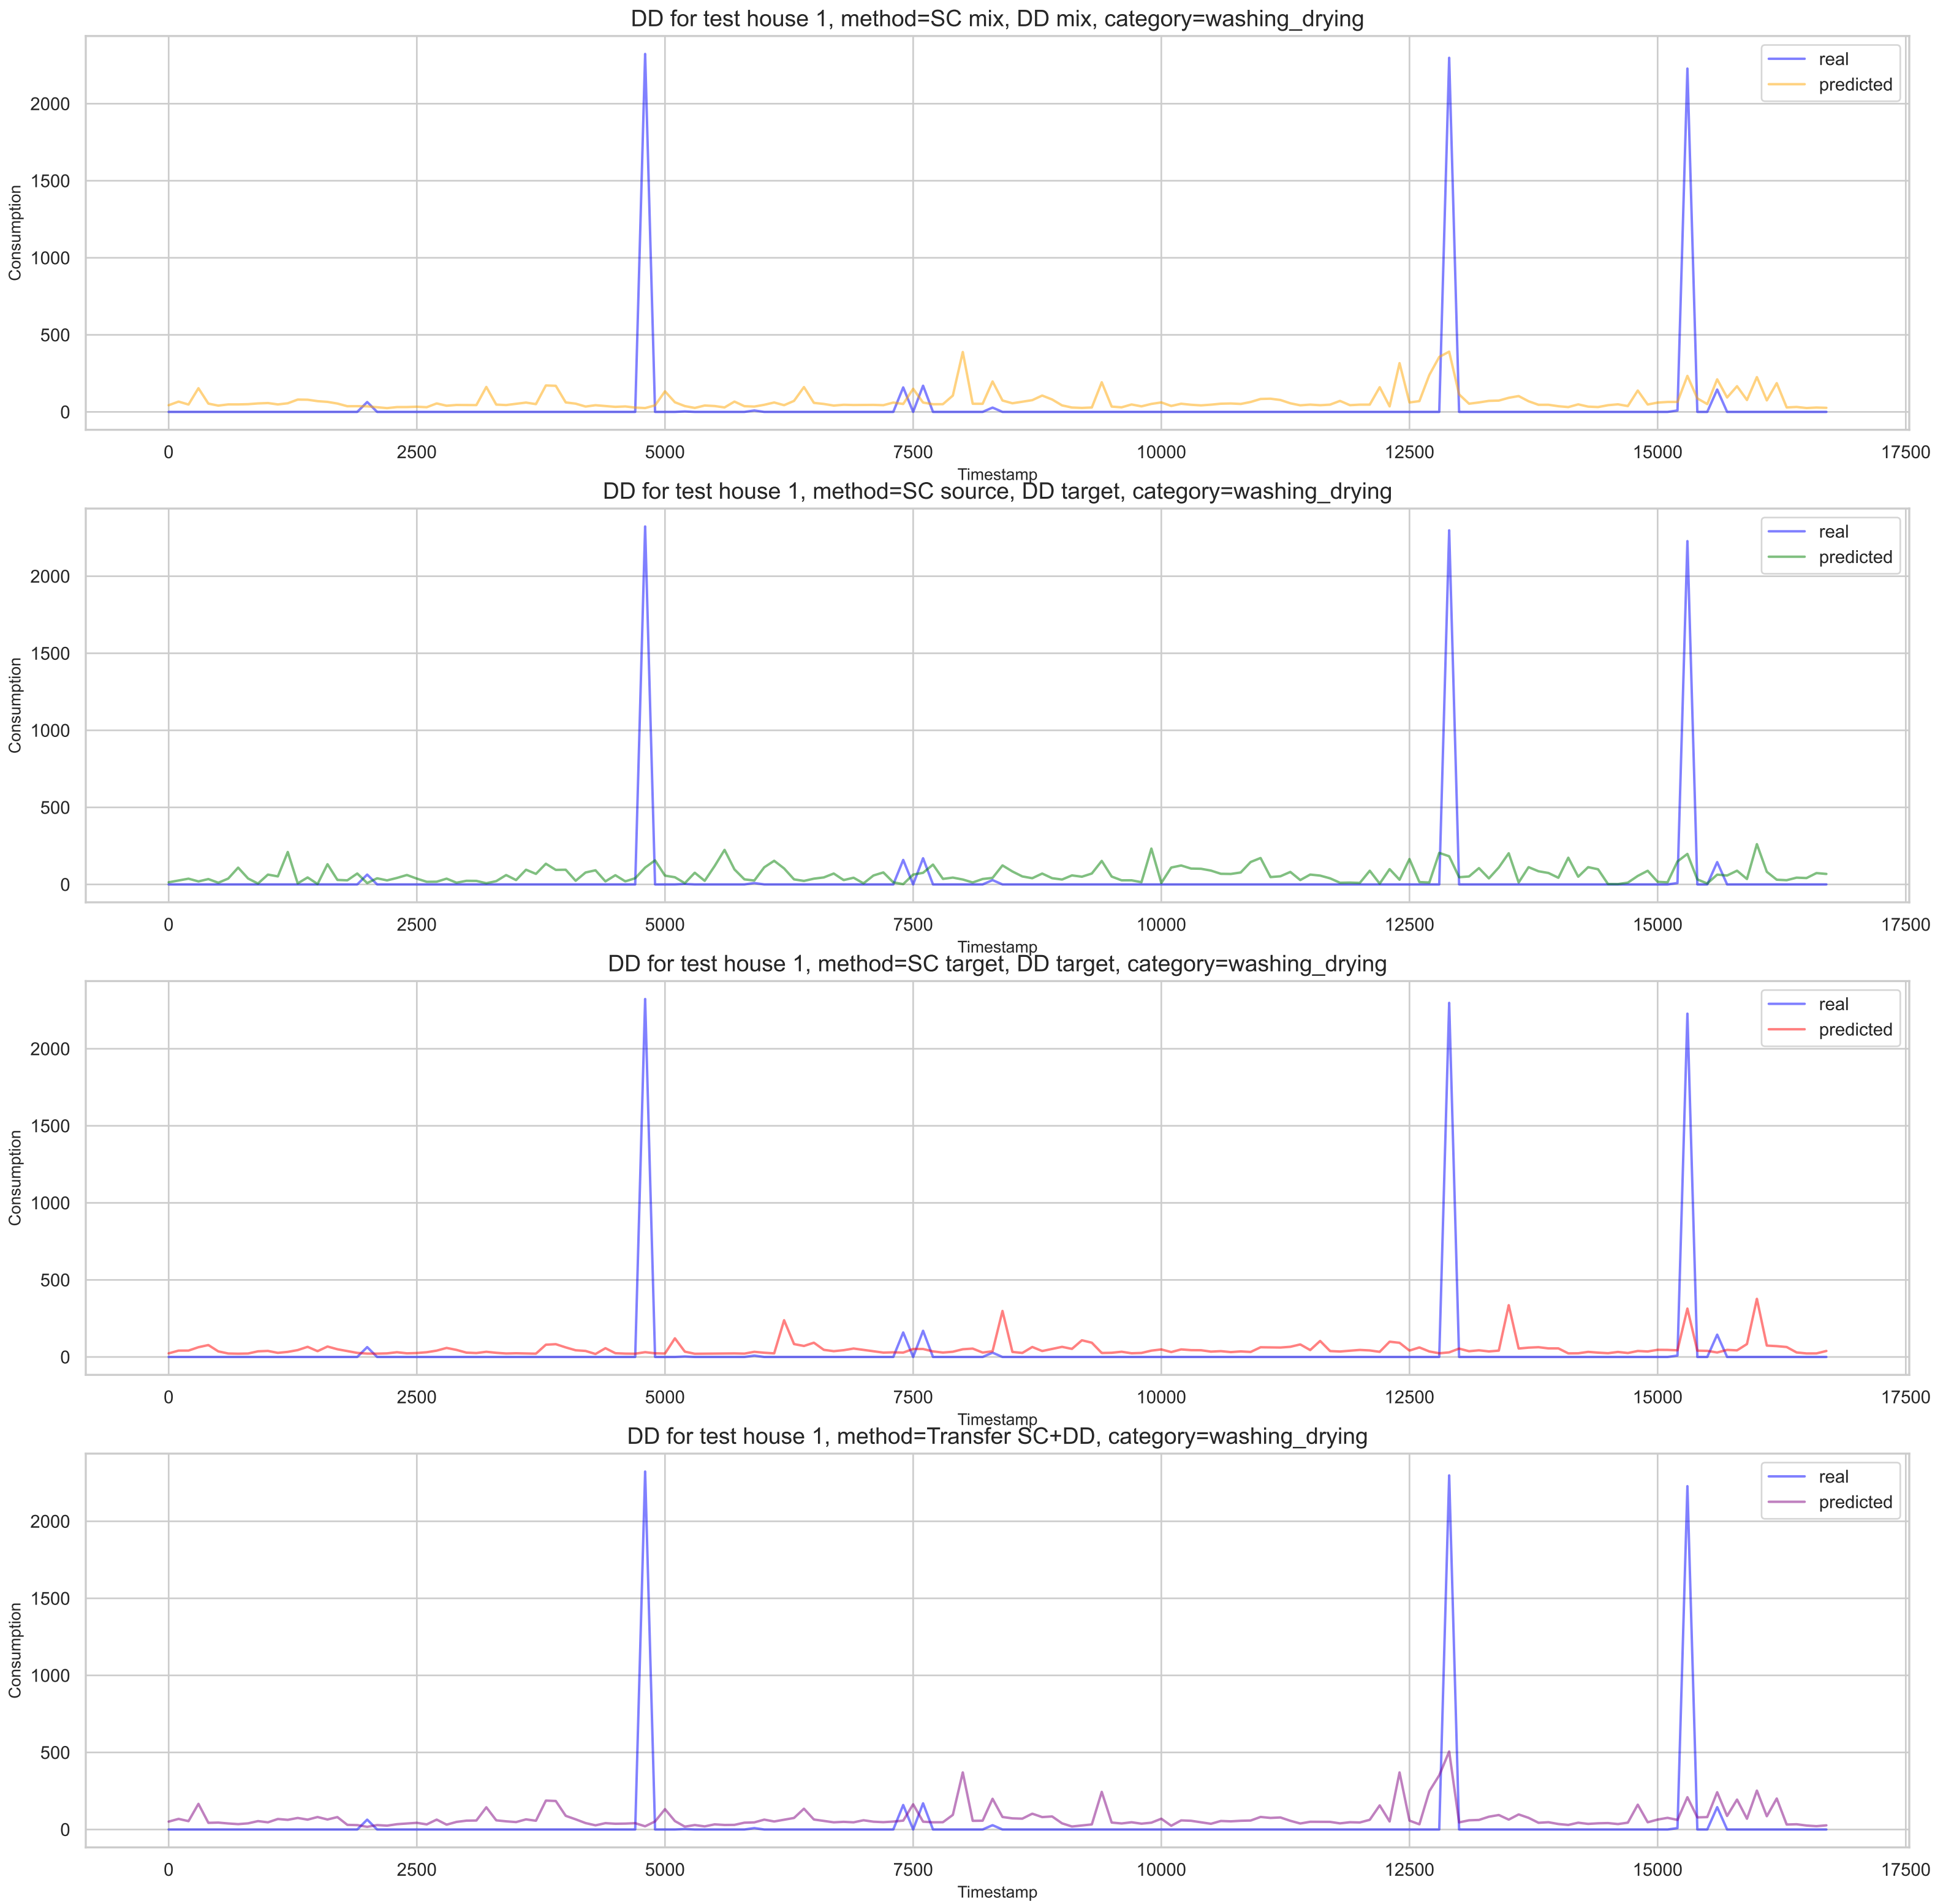 DD for test house 1, method=SC mix, DD mix, category=washing_drying
real
predicted
Consumption
2000
1500
1000
500
0
0 2500 5000 7500 10000 12500 15000 17500
Timestamp
DD for test house 1, method=SC source, DD target, category=washing_drying
real
predicted
Consumption
2000
1500
1000
500
0
0 2500 5000 7500 10000 12500 15000 17500
Timestamp
DD for test house 1, method=SC target, DD target, category=washing_drying
real
predicted
Consumption
2000
1500
1000
500
0
0 2500 5000 7500 10000 12500 15000 17500
Timestamp
DD for test house 1, method=Transfer SC+DD, category=washing_drying
real
predicted
Consumption
2000
1500
1000
500
0
0 2500 5000 7500 10000 12500 15000 17500
Timestamp